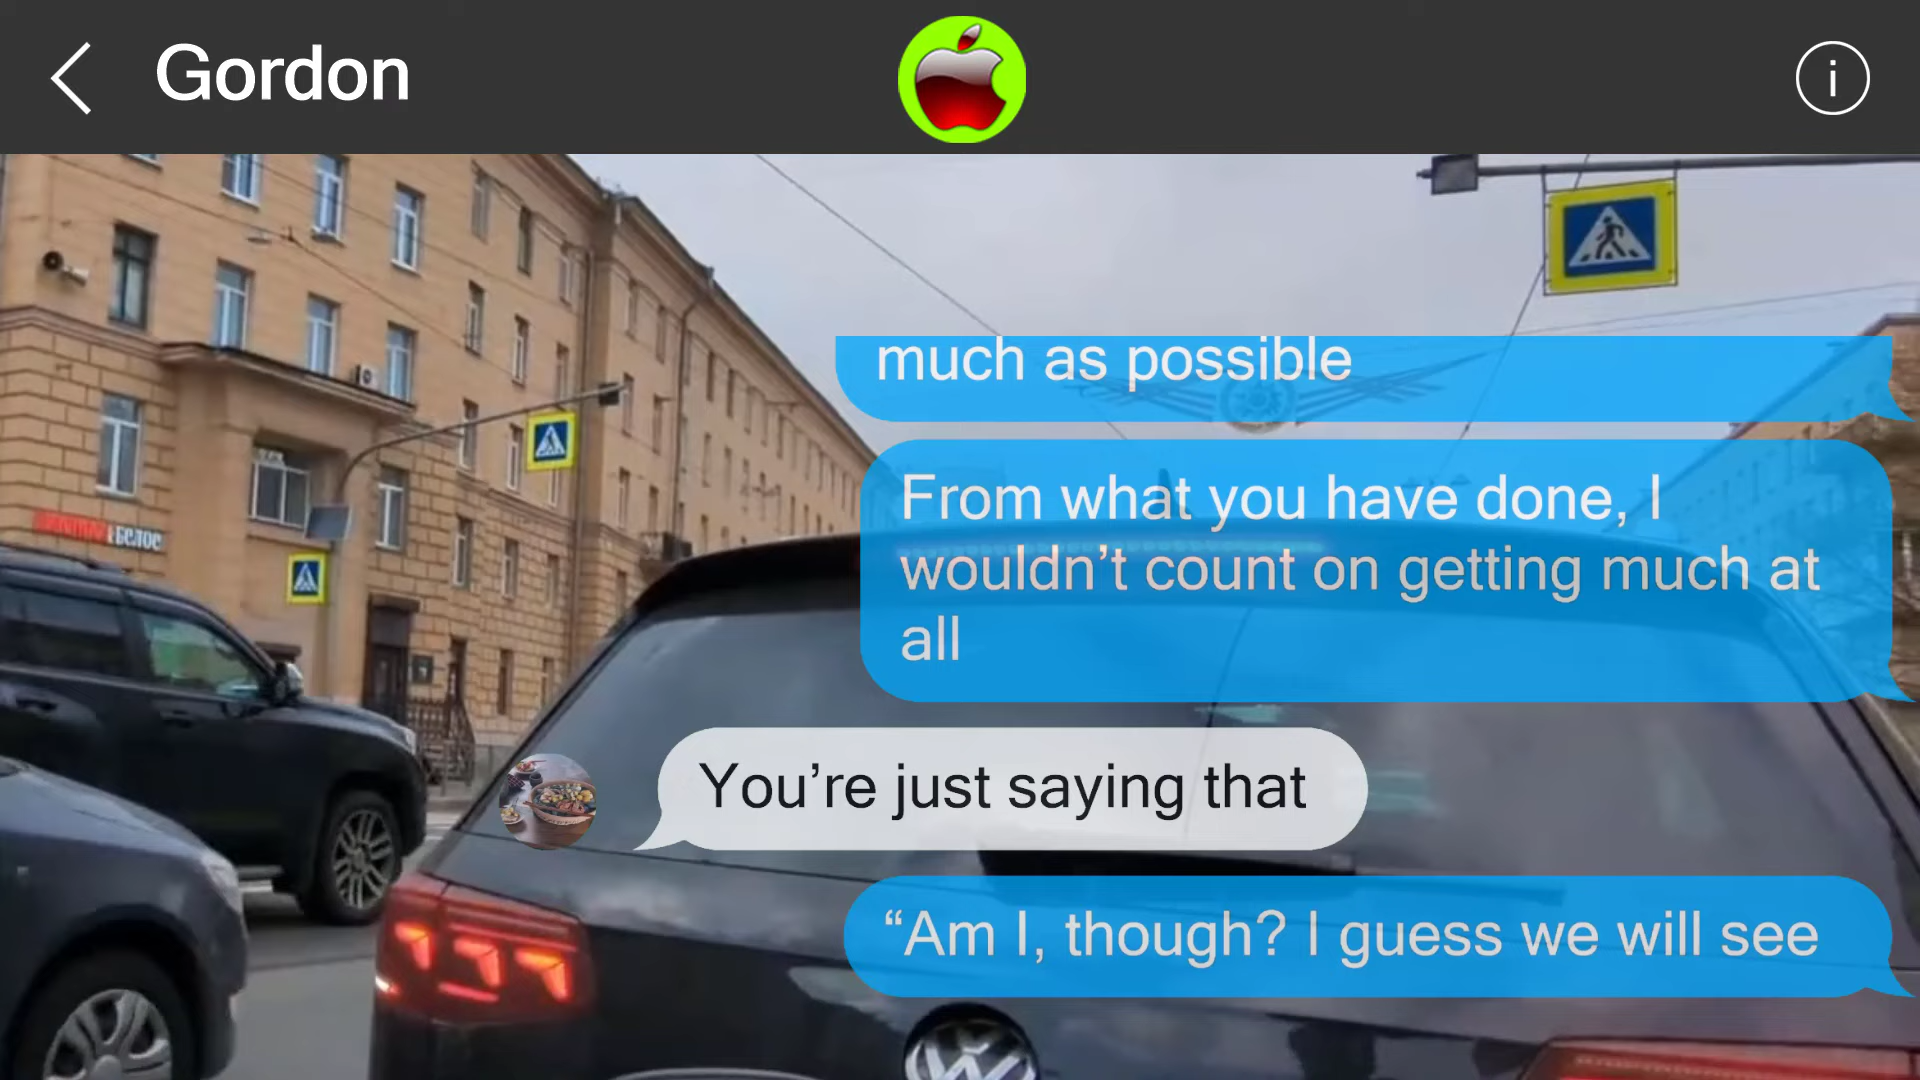 Gordon
i
much as possible
From what you have done, I
wouldn’t count on getting much at
all
You’re just saying that
“Am I, though? I guess we will see